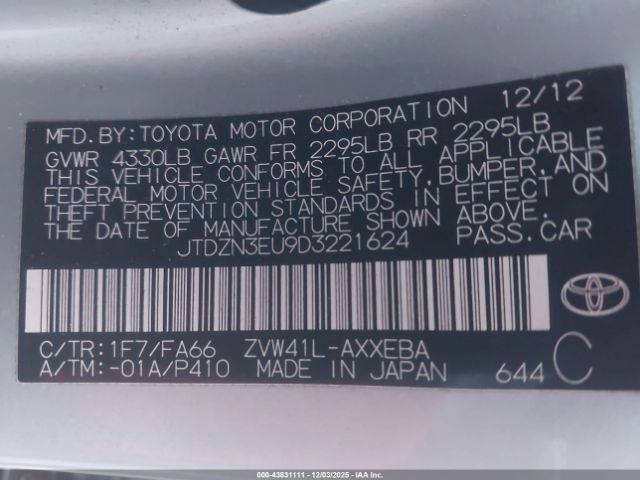 MFD. BY: TOYOTA MOTOR CORPORATION 12/12
GVWR 4330LB GAWR FR 2295LB RR 2295LB
THIS VEHICLE CONFORMS TO ALL APPLICABLE
FEDERAL MOTOR VEHICLE SAFETY, BUMPER, AND
THEFT PREVENTION STANDARDS IN EFFECT ON
THE DATE OF MANUFACTURE SHOWN ABOVE.
JTDZN3EU9D3221624 PASS.CAR
C/TR: 1F7/FA66 ZVW41L-AXXEBA
A/TM: -01A/P410 MADE IN JAPAN 644 C
000-43831111 - 12/03/2025 - IAA Inc.